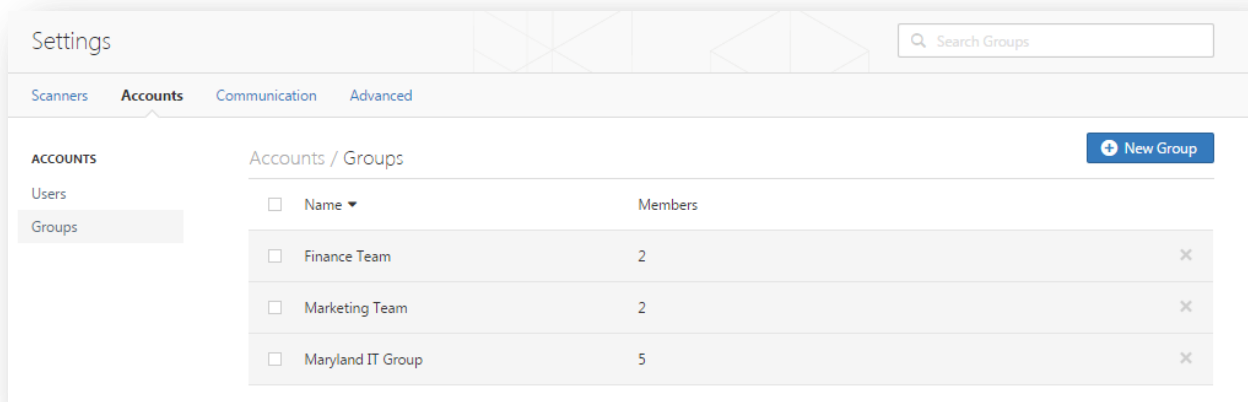 Settings
Search Groups
Scanners Accounts Communication Advanced
ACCOUNTS
Users
Groups
Accounts / Groups
New Group
Name Members
Finance Team 2
Marketing Team 2
Maryland IT Group 5